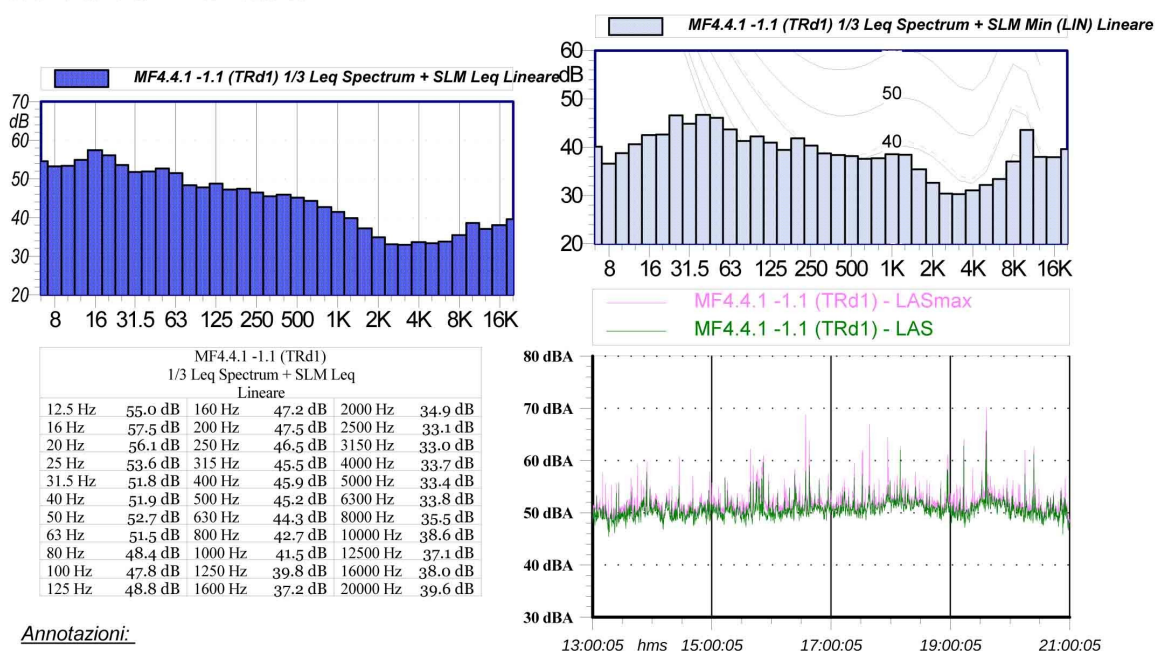 MF4.4.1 -1.1 (TRd1) 1/3 Leq Spectrum + SLM Leq Lineare
70
dB
60
50
40
30
20
8 16 31.5 63 125 250 500 1K 2K 4K 8K 16K
MF4.4.1 -1.1 (TRd1) 1/3 Leq Spectrum + SLM Min (LIN) Lineare
60
dB
50
40
30
20
50
40
8 16 31.5 63 125 250 500 1K 2K 4K 8K 16K
MF4.4.1 -1.1 (TRd1)
1/3 Leq Spectrum + SLM Leq
Lineare
12.5 Hz 55.0 dB 160 Hz 47.2 dB 2000 Hz 34.9 dB
16 Hz 57.5 dB 200 Hz 47.5 dB 2500 Hz 33.1 dB
20 Hz 56.1 dB 250 Hz 46.5 dB 3150 Hz 33.0 dB
25 Hz 53.6 dB 315 Hz 45.5 dB 4000 Hz 33.7 dB
31.5 Hz 51.8 dB 400 Hz 45.9 dB 5000 Hz 33.4 dB
40 Hz 51.9 dB 500 Hz 45.2 dB 6300 Hz 33.8 dB
50 Hz 52.7 dB 630 Hz 44.3 dB 8000 Hz 35.5 dB
63 Hz 51.5 dB 800 Hz 42.7 dB 10000 Hz 38.6 dB
80 Hz 48.4 dB 1000 Hz 41.5 dB 12500 Hz 37.1 dB
100 Hz 47.8 dB 1250 Hz 39.8 dB 16000 Hz 38.0 dB
125 Hz 48.8 dB 1600 Hz 37.2 dB 20000 Hz 39.6 dB
MF4.4.1 -1.1 (TRd1) - LASmax
MF4.4.1 -1.1 (TRd1) - LAS
80 dBA
70 dBA
60 dBA
50 dBA
40 dBA
30 dBA
13:00:05 hms 15:00:05 17:00:05 19:00:05 21:00:05
Annotazioni: